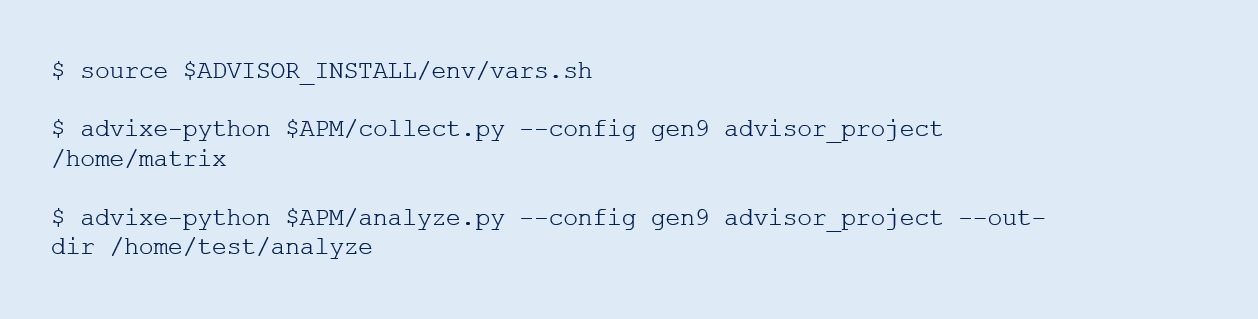 $ source $ADVISOR_INSTALL/env/vars.sh
$ advixe-python $APM/collect.py --config gen9 advisor_project
/home/matrix
$ advixe-python $APM/analyze.py --config gen9 advisor_project --out-
dir /home/test/analyze